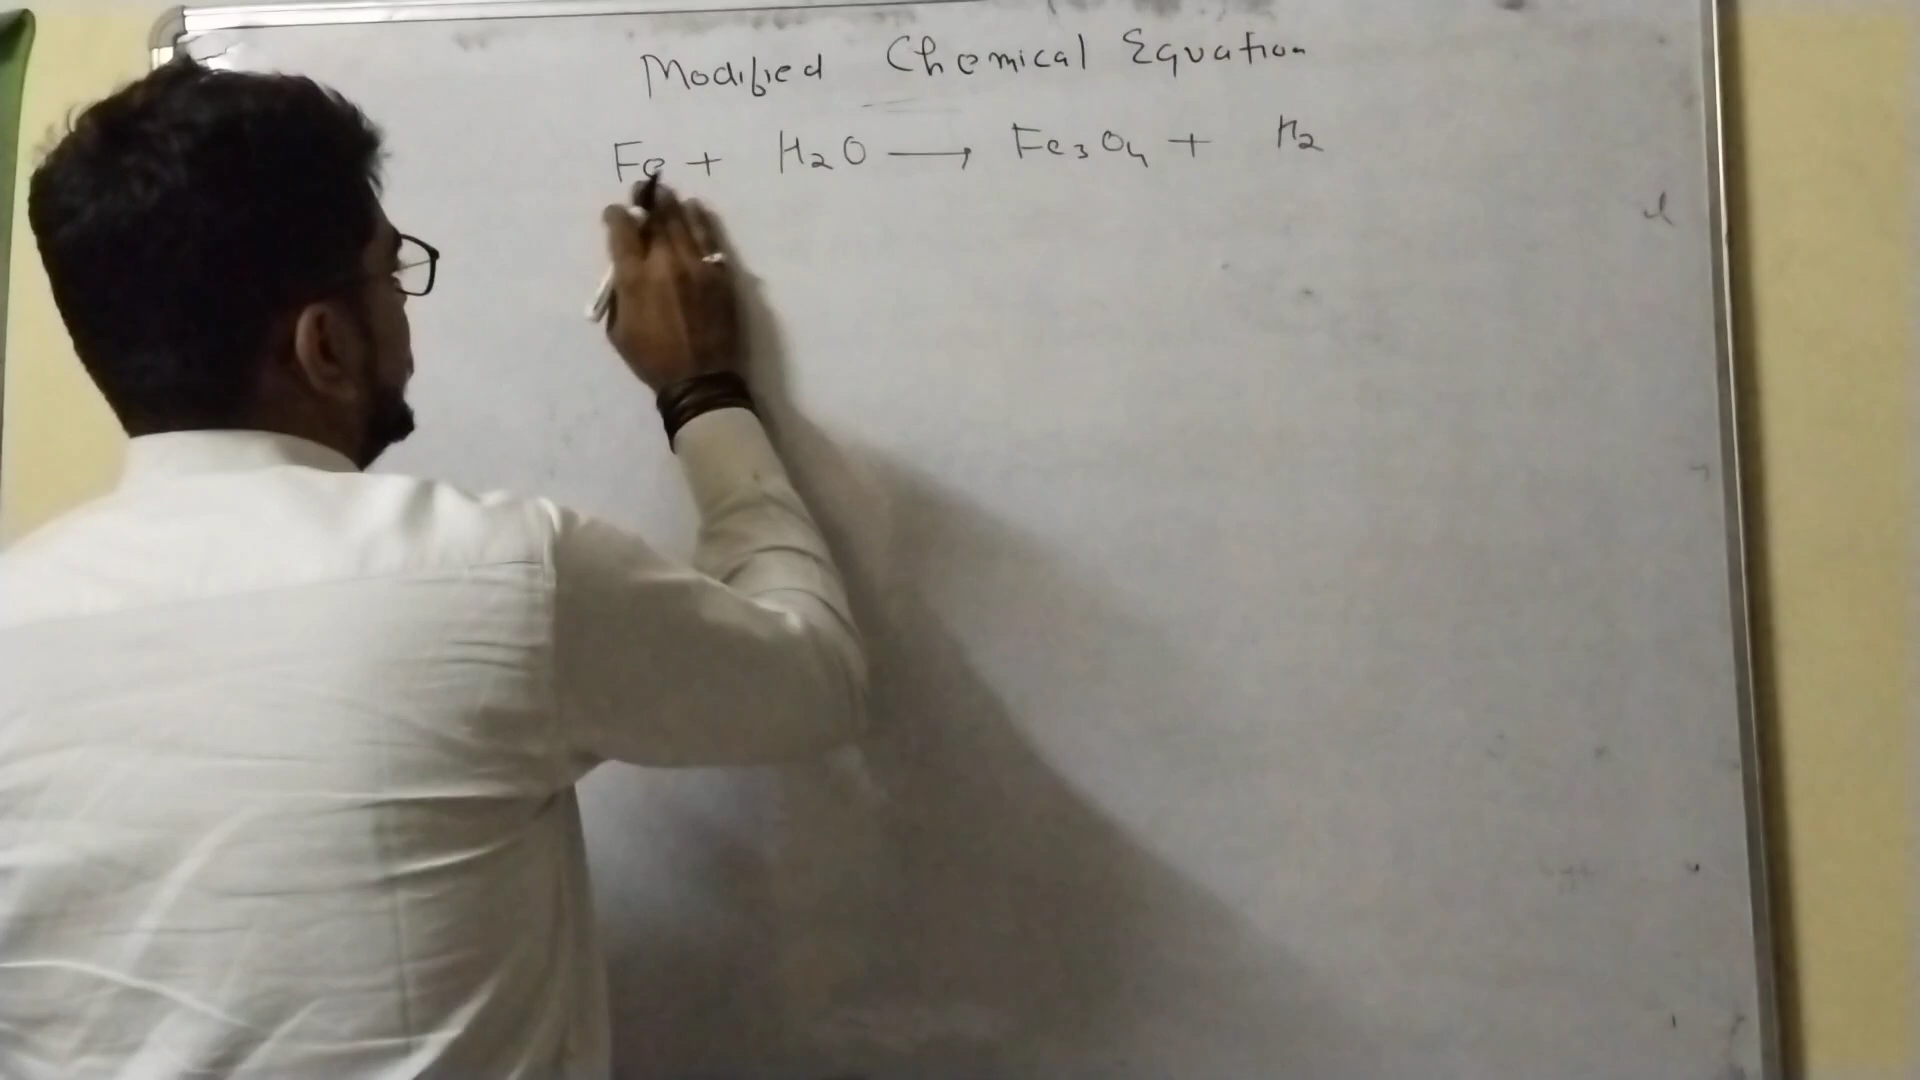 Modified Chemical Equation
Fe + H2O → Fe3O4 + H2